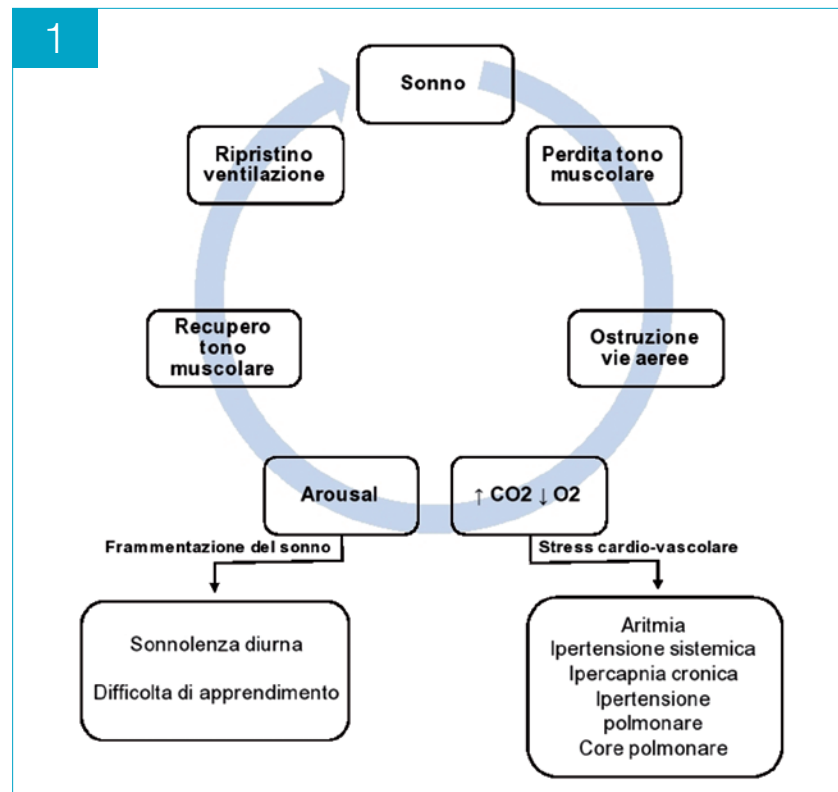 1
Sonno
Perdita tono
muscolare
Ostruzione
vie aeree
↑ CO2 ↓ O2
Arousal
Recupero
tono
muscolare
Ripristino
ventilazione
Frammentazione del sonno
Stress cardio-vascolare
Sonnolenza diurna
Difficolta di apprendimento
Aritmia
Ipertensione sistemica
Ipercapnia cronica
Ipertensione
polmonare
Core polmonare